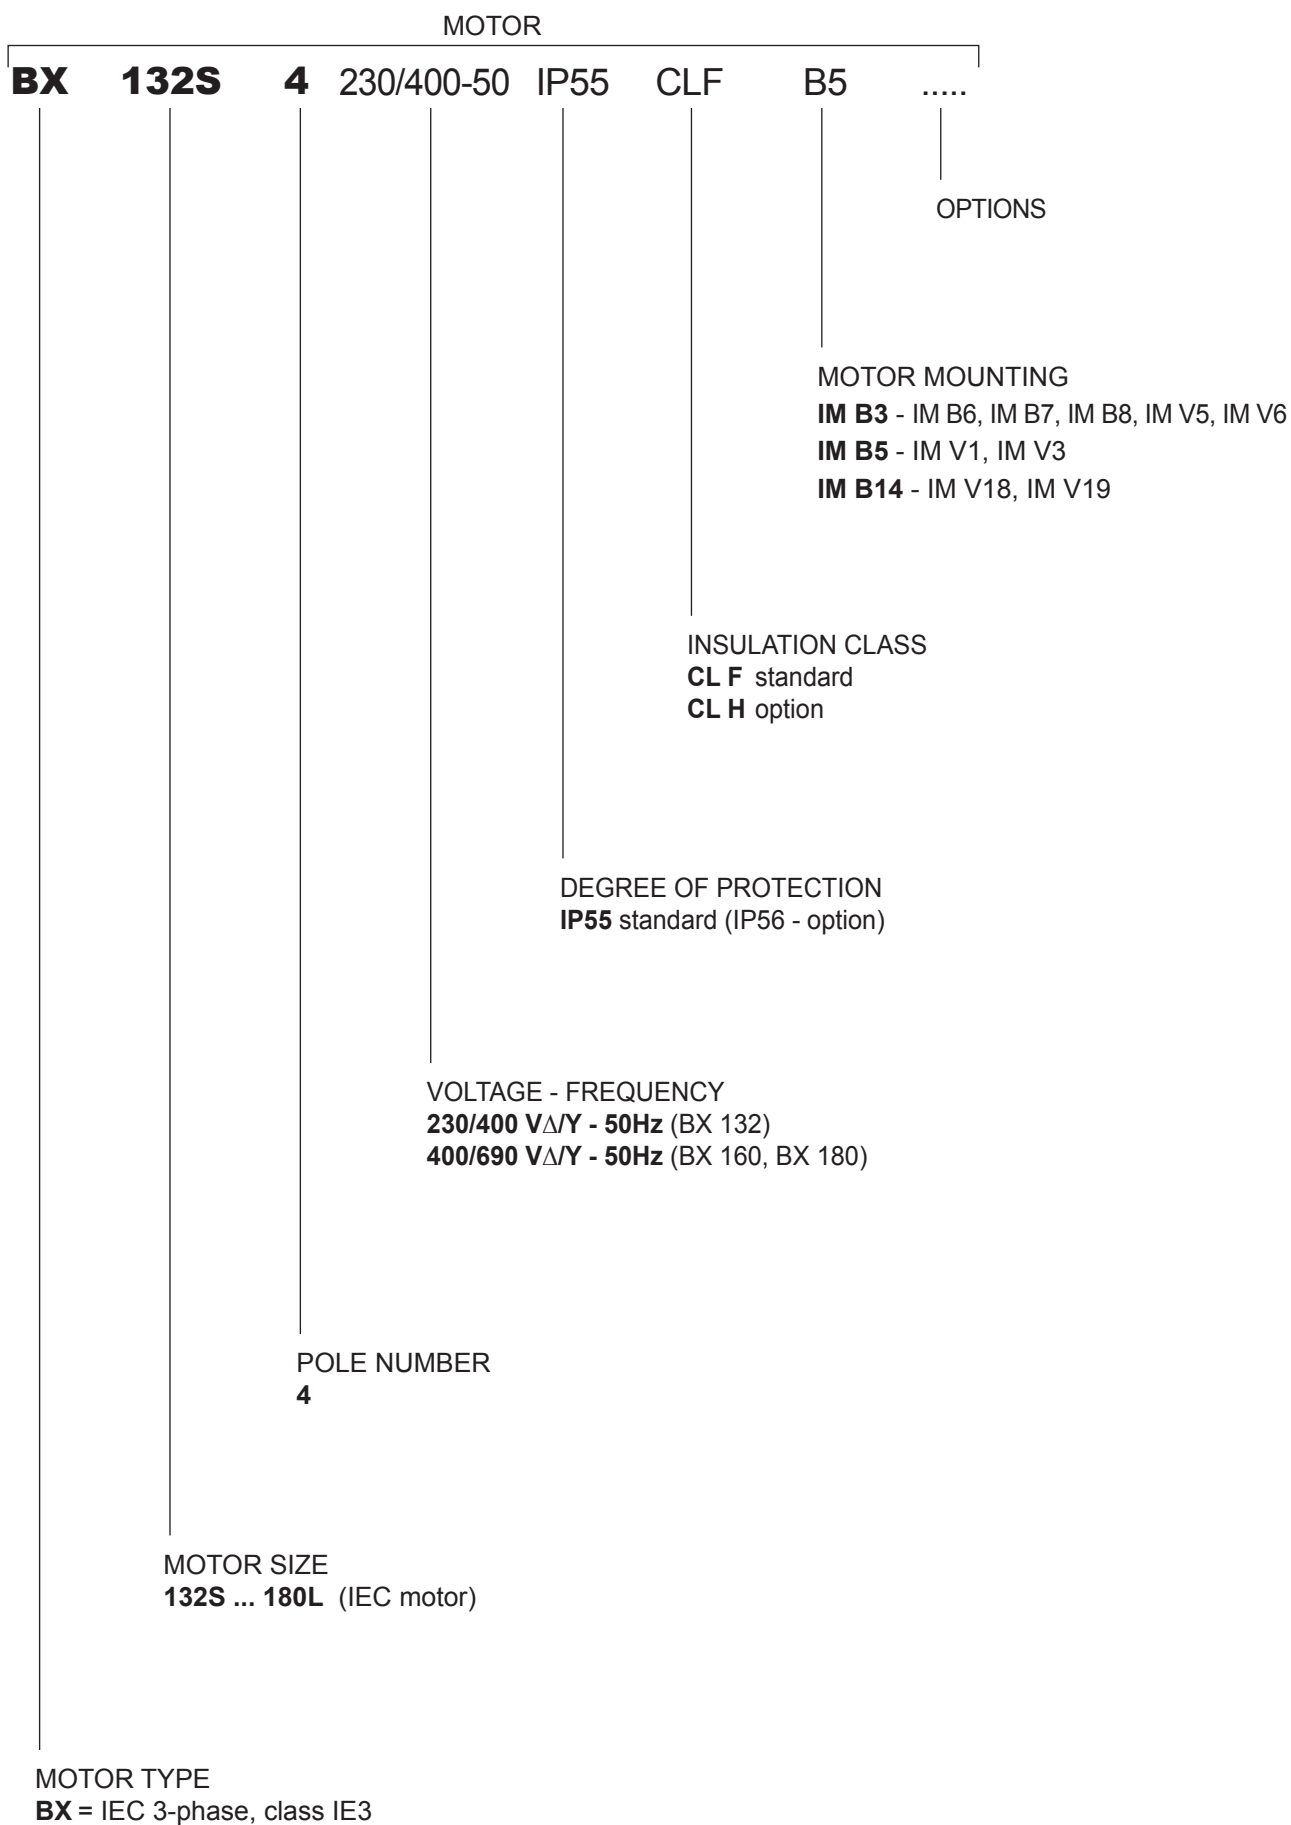 MOTOR
BX 132S 4 230/400-50 IP55 CLF B5 .....
OPTIONS
MOTOR MOUNTING
IM B3 - IM B6, IM B7, IM B8, IM V5, IM V6
IM B5 - IM V1, IM V3
IM B14 - IM V18, IM V19
INSULATION CLASS
CL F standard
CL H option
DEGREE OF PROTECTION
IP55 standard (IP56 - option)
VOLTAGE - FREQUENCY
230/400 V∆/Y - 50Hz (BX 132)
400/690 V∆/Y - 50Hz (BX 160, BX 180)
POLE NUMBER
4
MOTOR SIZE
132S ... 180L (IEC motor)
MOTOR TYPE
BX = IEC 3-phase, class IE3